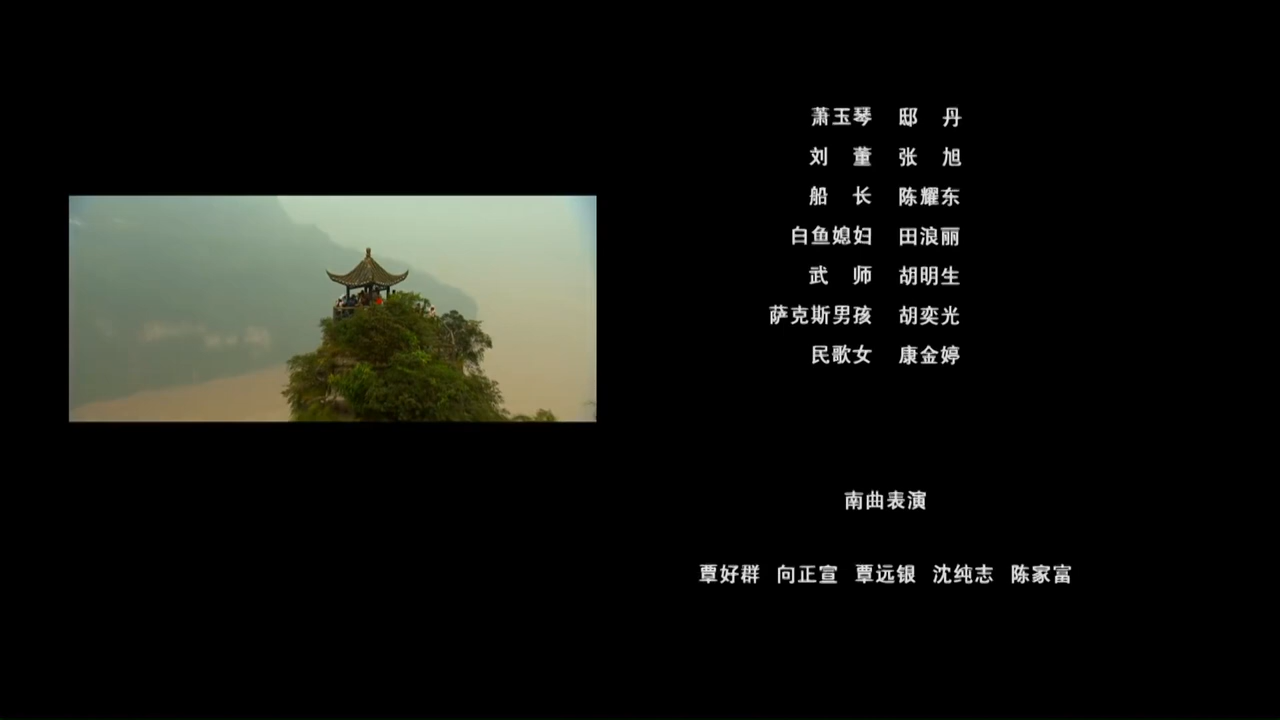 萧玉琴 邸 丹
刘 董 张 旭
船 长 陈耀东
白鱼媳妇 田浪丽
武 师 胡明生
萨克斯男孩 胡奕光
民歌女 康金婷
南曲表演
覃好群 向正宣 覃远银 沈纯志 陈家富